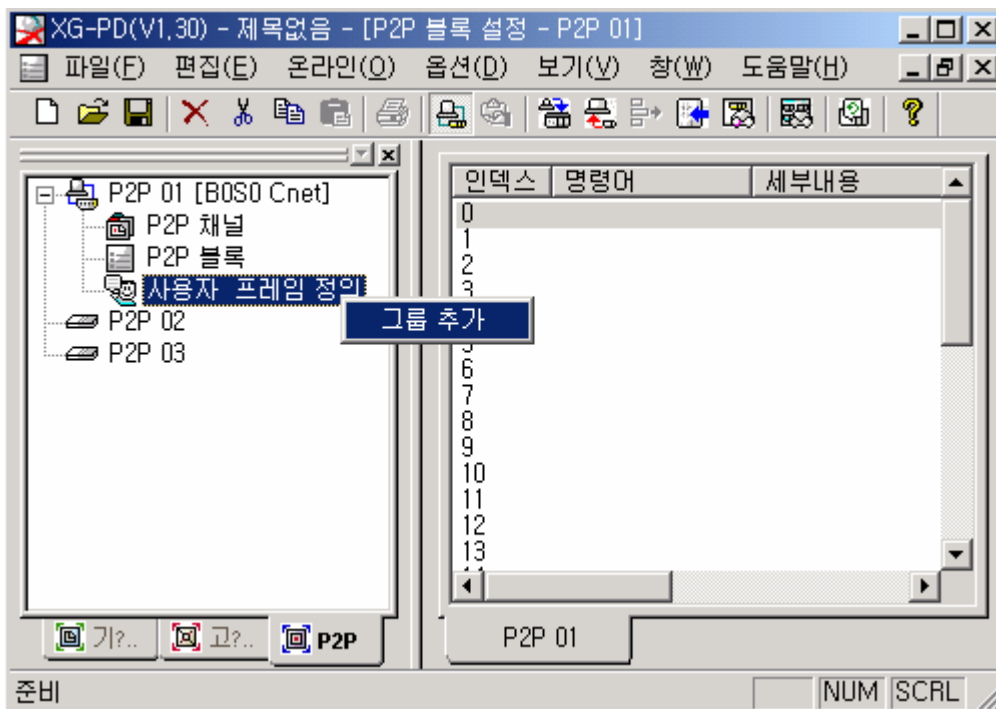 XG-PD(V1,30) - 제목없음 - [P2P 블록 설정 - P2P 01]
파일(F) 편집(E) 온라인(O) 옵션(D) 보기(V) 창(W) 도움말(H)
P2P 01 [B0S0 Cnet]
P2P 채널
P2P 블록
사용자 프레임 정의
그룹 추가
P2P 02
P2P 03
기?.. 고?.. P2P
인덱스 명령어 세부내용
0
1
2
3
5
6
7
8
9
10
11
12
13
P2P 01
준비 NUM SCRL